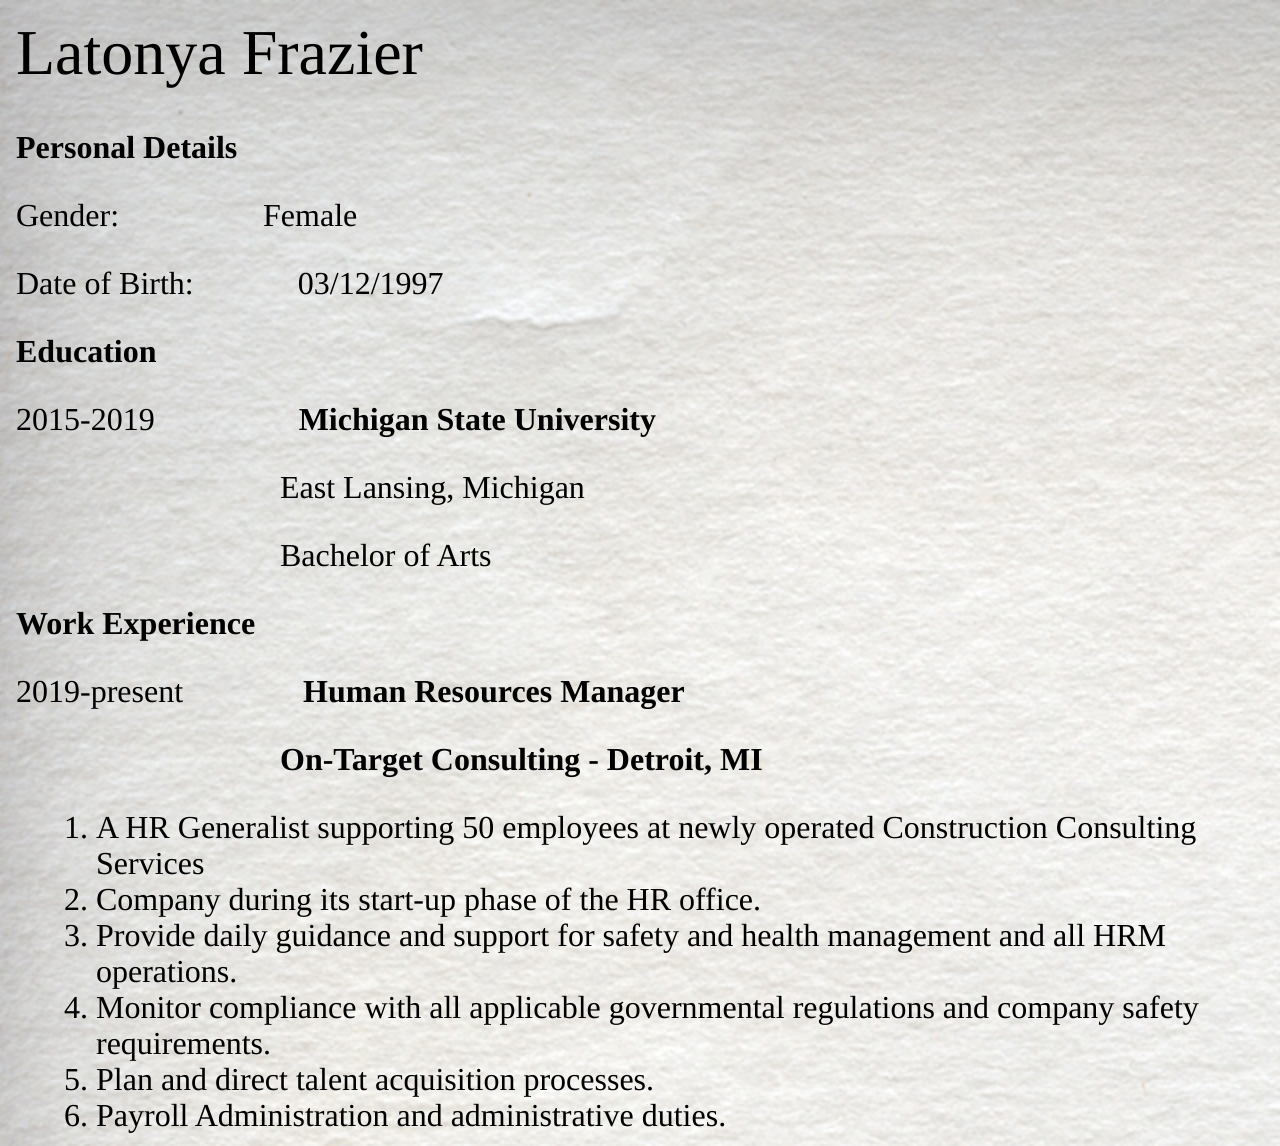 Latonya Frazier
Personal Details
Gender: Female
Date of Birth: 03/12/1997
Education
2015-2019 Michigan State University
East Lansing, Michigan
Bachelor of Arts
Work Experience
2019-present Human Resources Manager
On-Target Consulting - Detroit, MI
1. A HR Generalist supporting 50 employees at newly operated Construction Consulting
Services
2. Company during its start-up phase of the HR office.
3. Provide daily guidance and support for safety and health management and all HRM
operations.
4. Monitor compliance with all applicable governmental regulations and company safety
requirements.
5. Plan and direct talent acquisition processes.
6. Payroll Administration and administrative duties.